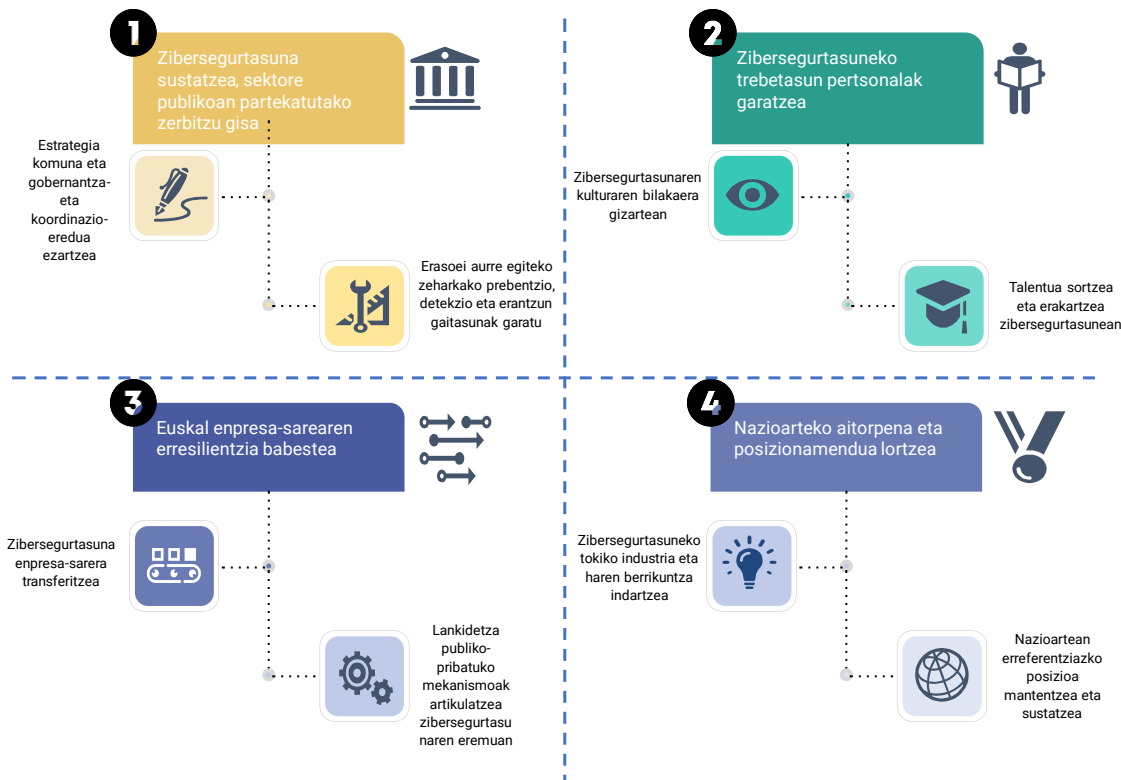 1
Zibersegurtasuna
sustatzea, sektore
publikoan partekatutako
zerbitzu gisa
Estrategia
komuna eta
gobernantza-
eta
koordinazio-
eredua
ezartzea
Erasoei aurre egiteko
zeharkako prebentzio,
detekzio eta erantzun
gaitasunak garatu
2
Zibersegurtasuneko
trebetasun pertsonalak
garatzea
Zibersegurtasunaren
kulturaren bilakaera
gizartean
Talentua sortzea
eta erakartzea
zibersegurtasunean
3
Euskal enpresa-sarearen
erresilientzia babestea
Zibersegurtasuna
enpresa-sarera
transferitzea
Lankidetza
publiko-
pribatuko
mekanismoak
artikulatzea
zibersegurtasu
naren eremuan
4
Nazioarteko aitorpena eta
posizionamendua lortzea
Zibersegurtasuneko
tokiko industria eta
haren berrikuntza
indartzea
Nazioartean
erreferentziazko
posizioa
mantentzea eta
sustatzea